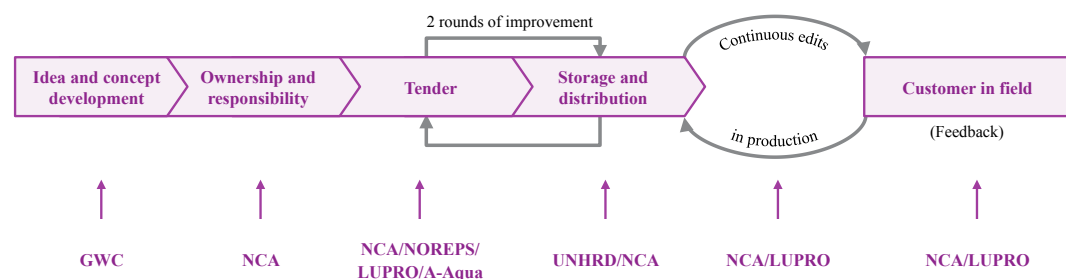 2 rounds of improvement
Continuous edits
Idea and concept
development
Ownership and
responsibility
Tender
Storage and
distribution
Customer in field
in production
(Feedback)
GWC
NCA
NCA/NOREPS/
LUPRO/A-Aqua
UNHRD/NCA
NCA/LUPRO
NCA/LUPRO